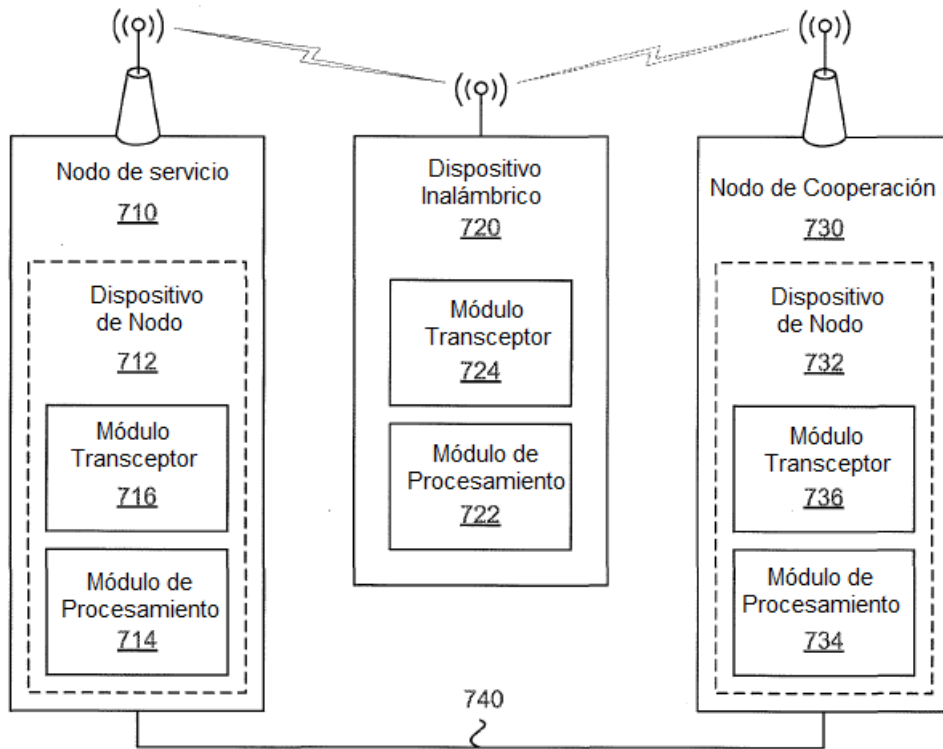 Nodo de servicio
710
Dispositivo
de Nodo
712
Módulo
Transceptor
716
Módulo de
Procesamiento
714
Dispositivo
Inalámbrico
720
Módulo
Transceptor
724
Módulo de
Procesamiento
722
Nodo de Cooperación
730
Dispositivo
de Nodo
732
Módulo
Transceptor
736
Módulo de
Procesamiento
734
740